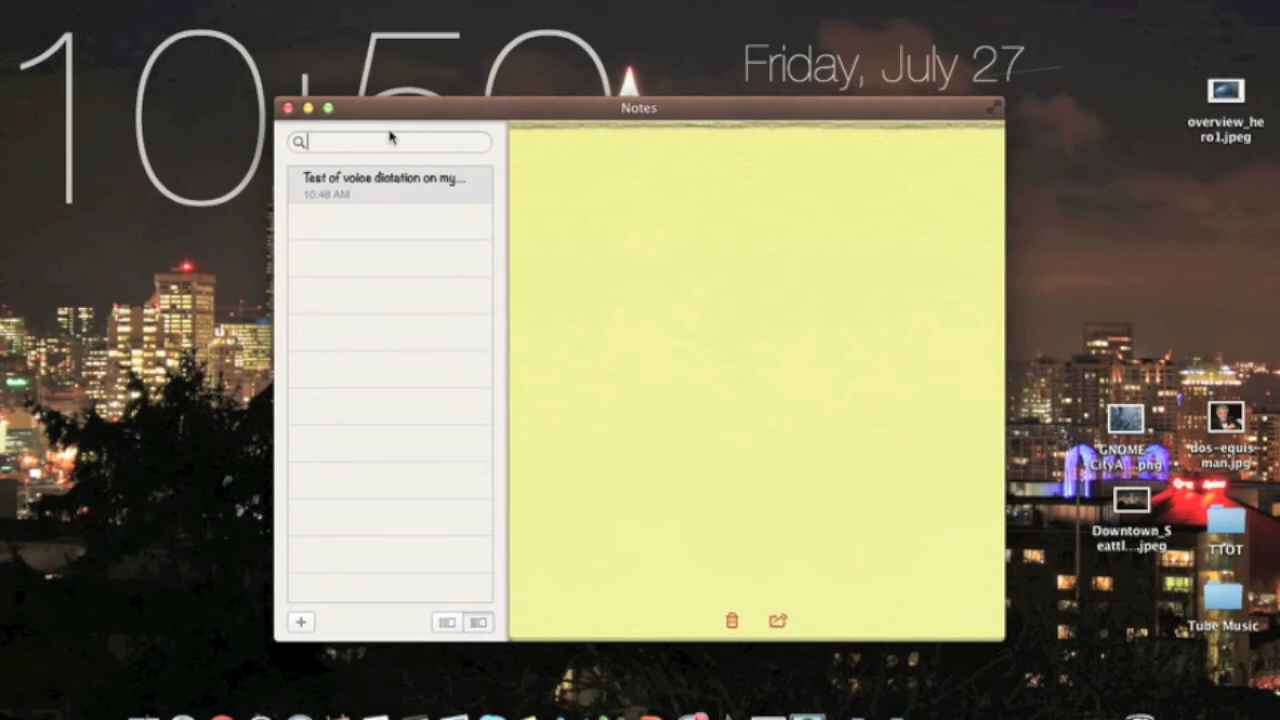 10:50
Friday, July 27
Notes
overview_he
ro1.jpeg
Test of voice dictation on my...
10:48 AM
GNOME-
CityA...png
dos-equis-
man.jpg
Downtown_S
eattl...jpeg
TTOT
Tube Music